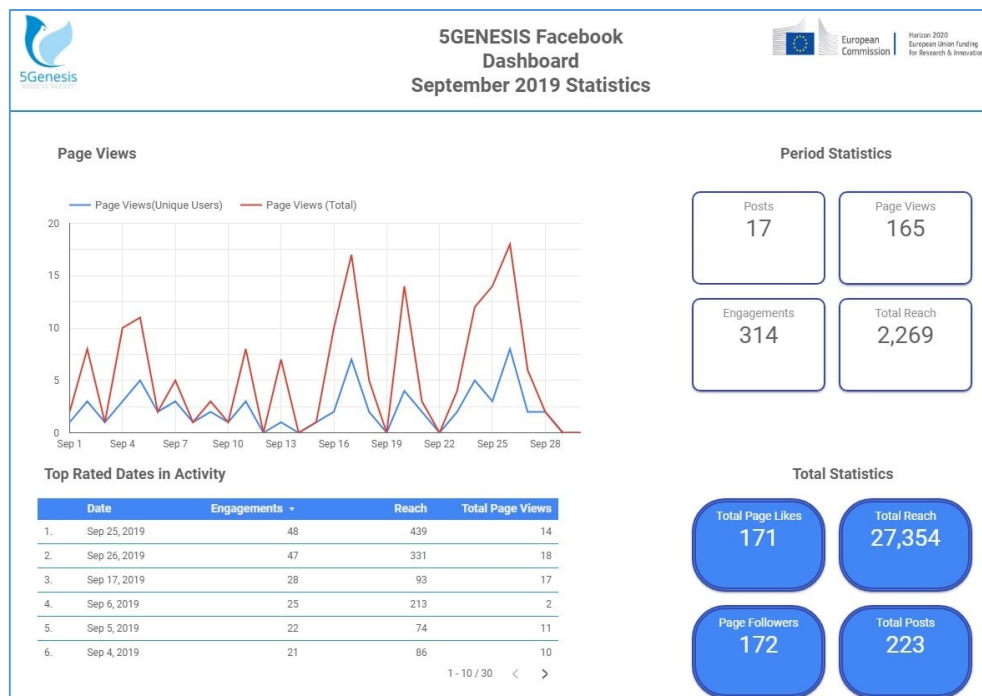 5Genesis
5GENESIS Facebook
Dashboard
September 2019 Statistics
European
Commission
Horizon 2020
European Union funding
for Research & Innovation
Page Views
Page Views(Unique Users)
Page Views (Total)
20
15
10
5
0
Sep 1
Sep 4
Sep 7
Sep 10
Sep 13
Sep 16
Sep 19
Sep 22
Sep 25
Sep 28
Period Statistics
Posts
17
Page Views
165
Engagements
314
Total Reach
2,269
Top Rated Dates in Activity
Date Engagements Reach Total Page Views
1. Sep 25, 2019 48 439 14
2. Sep 26, 2019 47 331 18
3. Sep 17, 2019 28 93 17
4. Sep 6, 2019 25 213 2
5. Sep 5, 2019 22 74 11
6. Sep 4, 2019 21 86 10
1 - 10 / 30 < >
Total Statistics
Total Page Likes
171
Total Reach
27,354
Page Followers
172
Total Posts
223